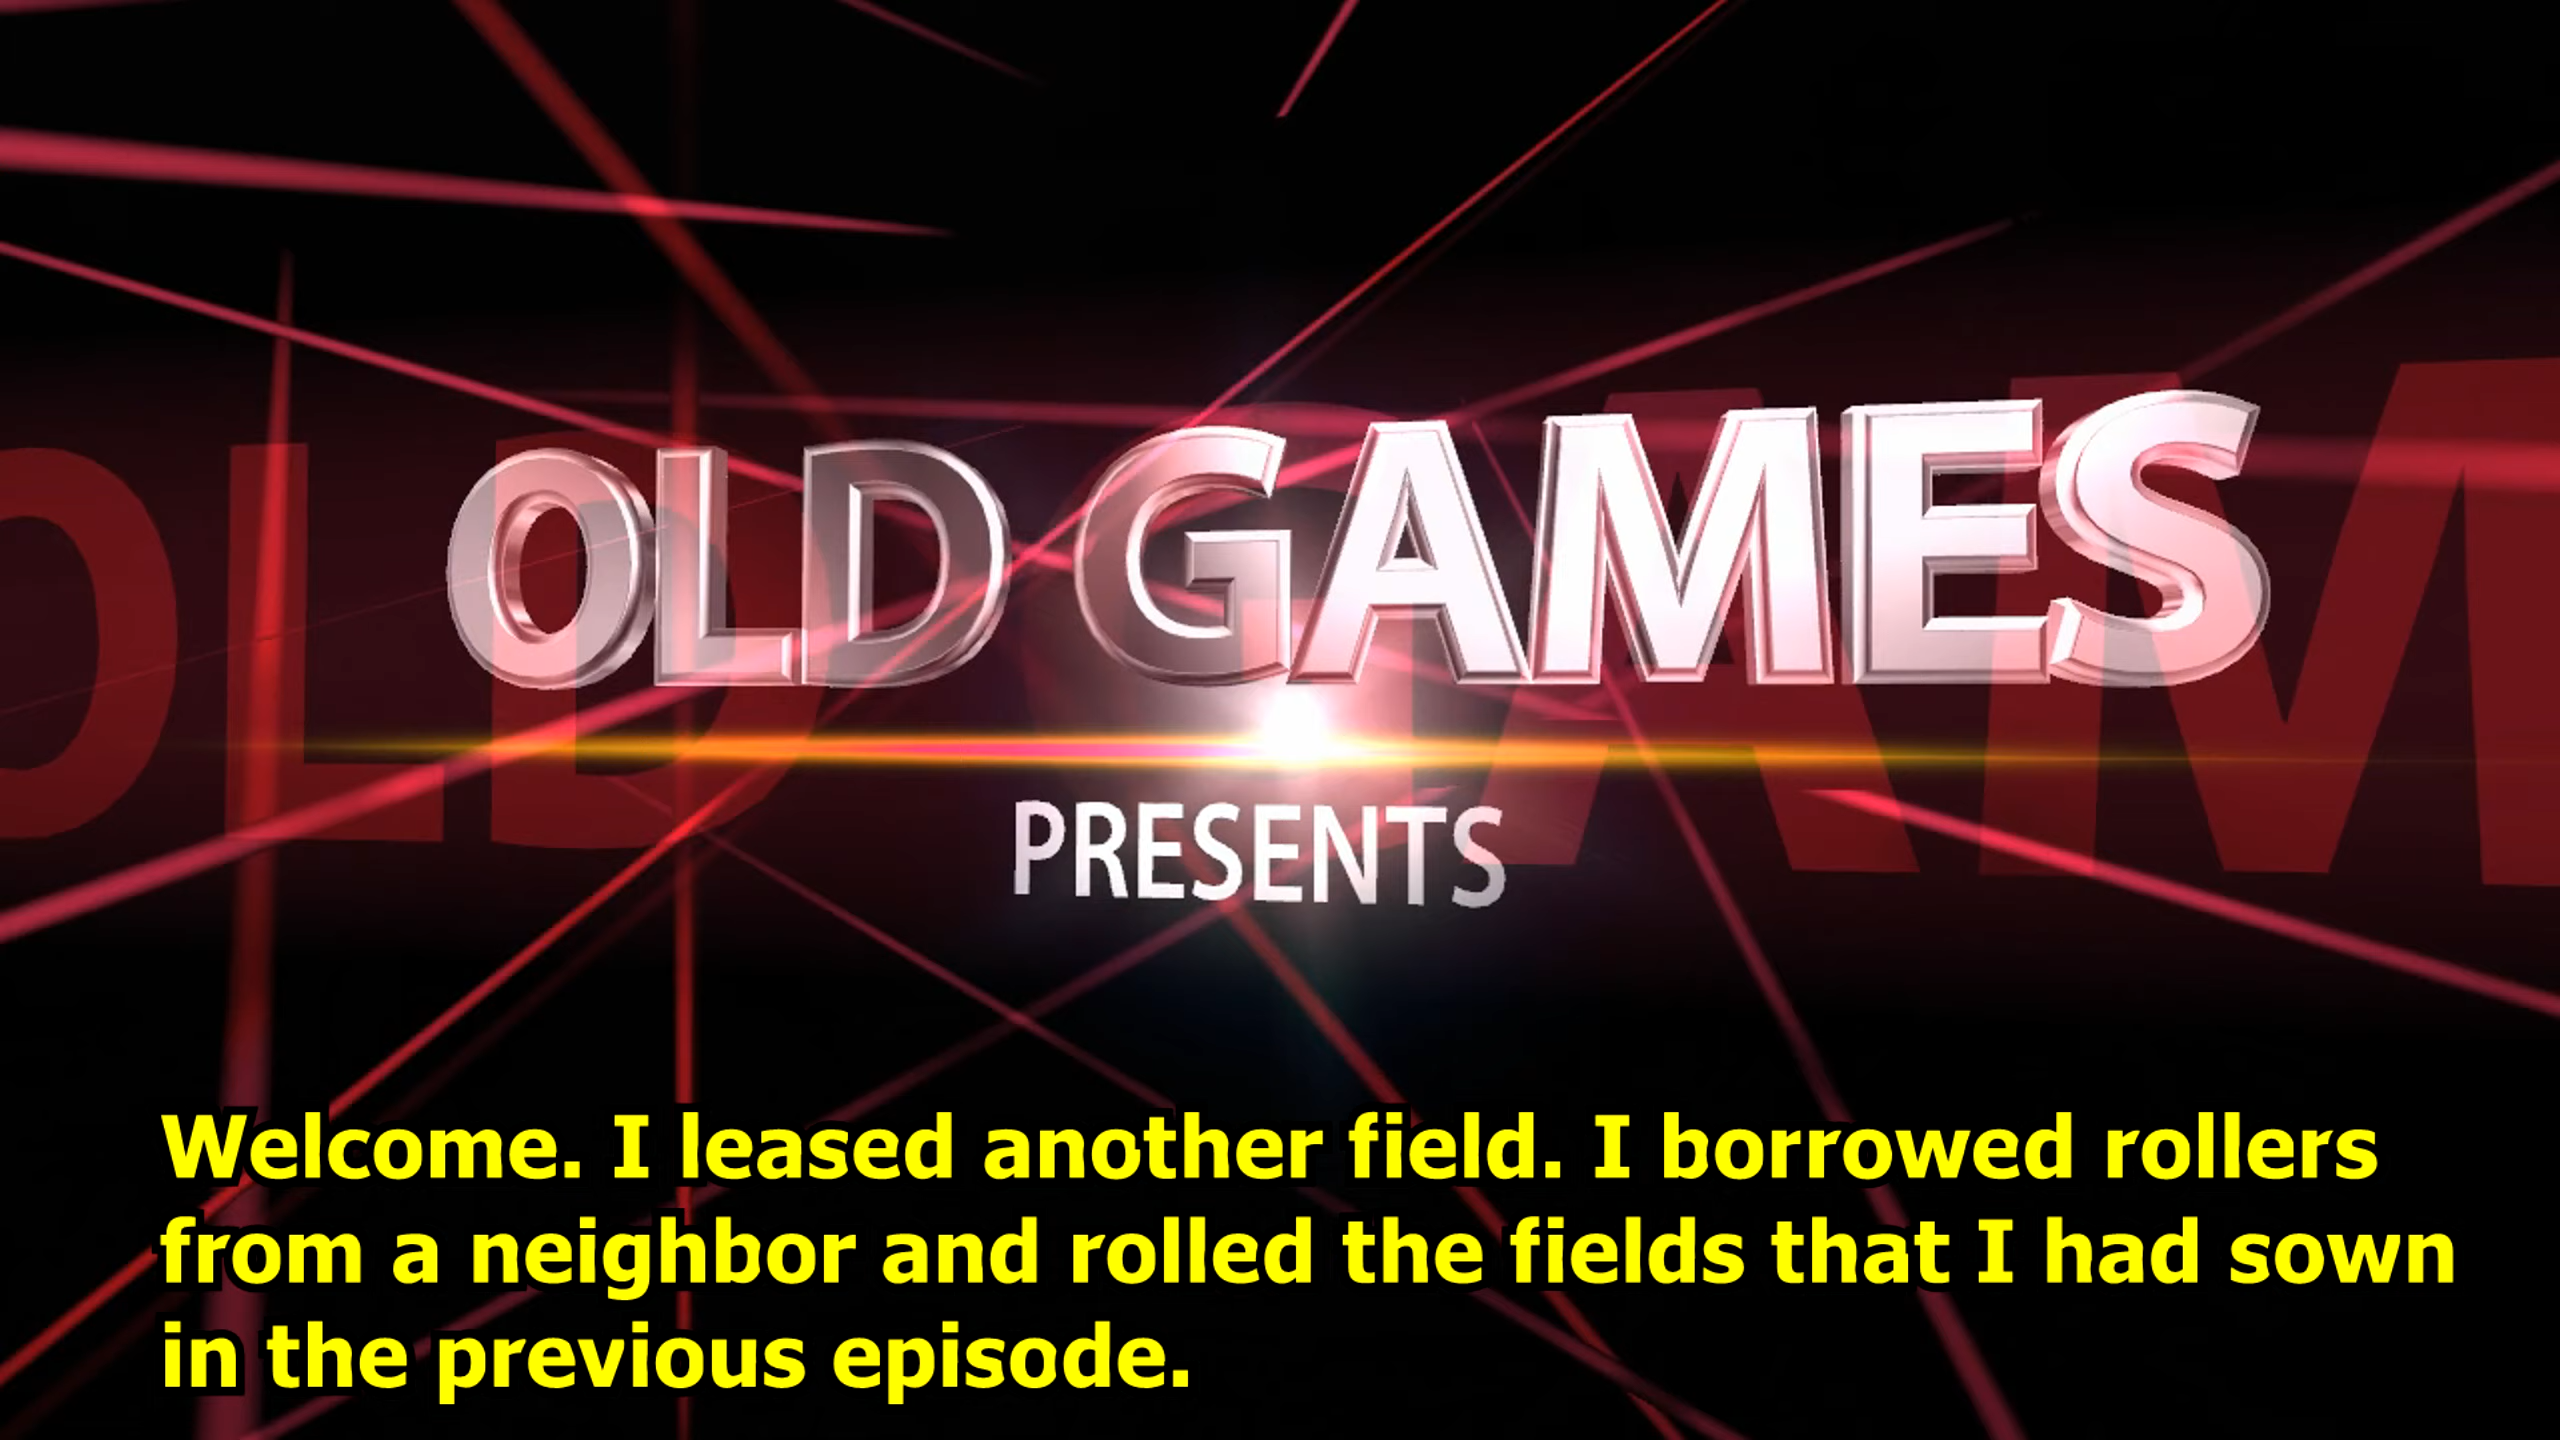 OLD GAMES
PRESENTS
Welcome. I leased another field. I borrowed rollers
from a neighbor and rolled the fields that I had sown
in the previous episode.